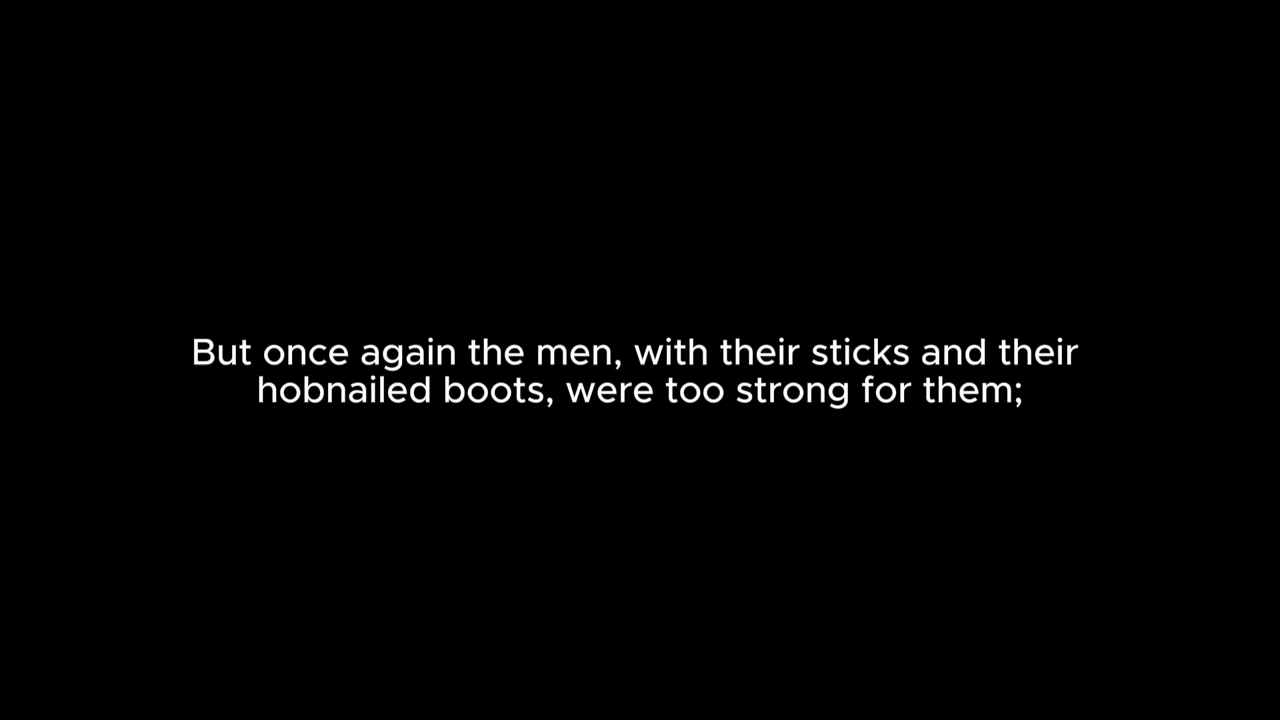 But once again the men, with their sticks and their
hobnailed boots, were too strong for them;